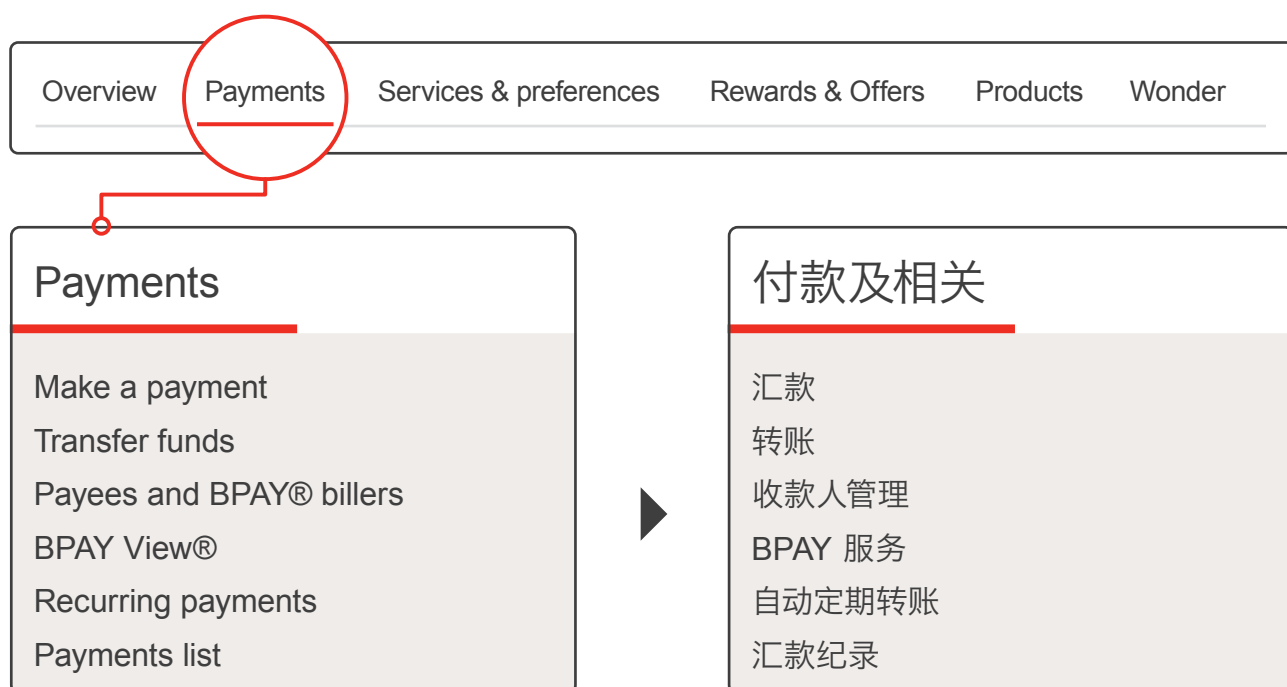 Overview Payments Services & preferences Rewards & Offers Products Wonder
Payments
Make a payment
Transfer funds
Payees and BPAY® billers
BPAY View®
Recurring payments
Payments list
付款及相关
汇款
转账
收款人管理
BPAY 服务
自动定期转账
汇款纪录